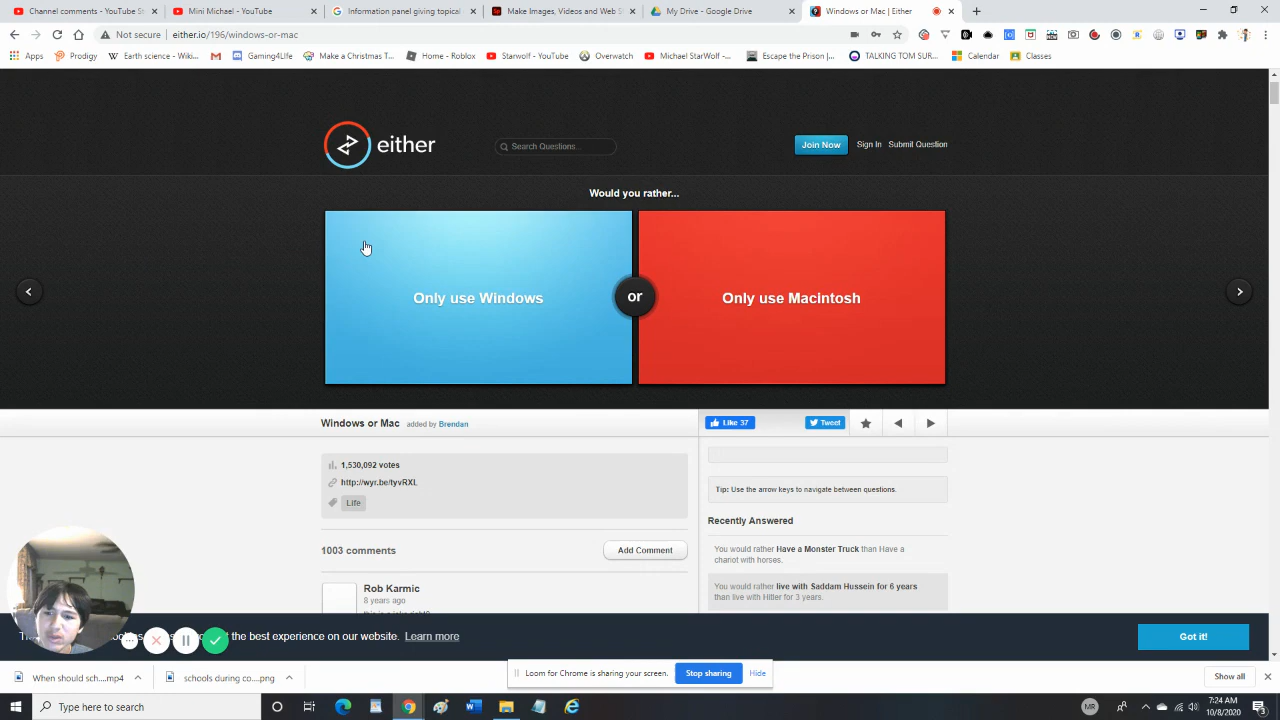 Channel comments - YouTube S
Mini Michael - YouTube
Information panel giving topical
Make Images, Videos and Web S
My Drive - Google Drive
Windows or Mac | Either
Not secure | either.io/196/windows-or-mac
Apps
Prodigy
Earth science - Wiki...
GaminGLife
Make a Christmas T...
Home - Roblox
Starwolf - YouTube
Overwatch
Michael StarWolf -...
Escape the Prison |...
TALKING TOM SUR...
Calendar
Classes
either
Search Questions...
Join Now
Sign In
Submit Question
Would you rather...
Only use Windows
or
Only use Macintosh
Windows or Mac added by Brendan
Like 37
Tweet
1,530,092 votes
http://wyr.be/tyvRXL
Life
Tip: Use the arrow keys to navigate between questions.
Recently Answered
1003 comments
Add Comment
You would rather Have a Monster Truck than Have a
chariot with horses.
Rob Karmic
8 years ago
You would rather live with Saddam Hussein for 6 years
than live with Hitler for 3 years.
the best experience on our website. Learn more
Got it!
When should sch....mp4
schools during co....png
Loom for Chrome is sharing your screen.
Stop sharing
Hide
Show all
Type here to search
MR
7:24 AM
10/8/2020